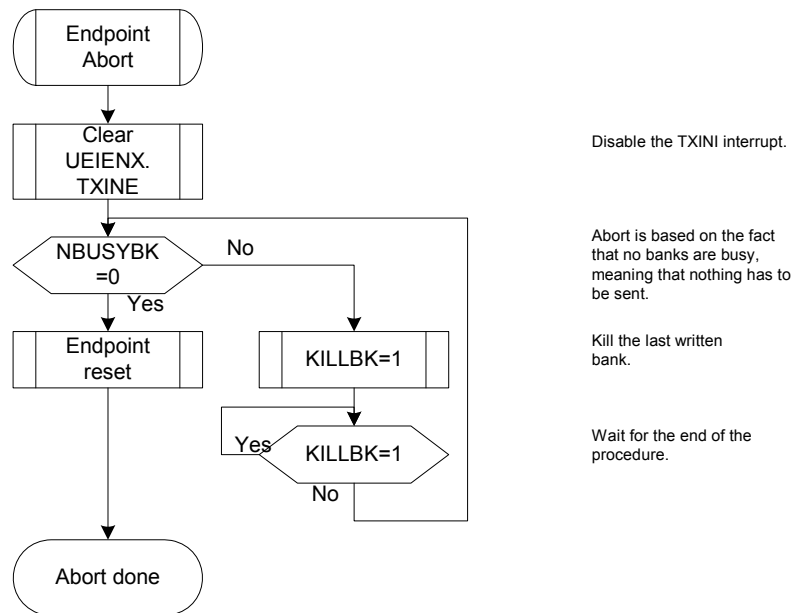 Endpoint
Abort
Clear
UEIENX.
TXINE
Disable the TXINI interrupt.
NBUSYBK
=0
No
Yes
Abort is based on the fact
that no banks are busy,
meaning that nothing has to
be sent.
Endpoint
reset
KILLBK=1
Kill the last written
bank.
Yes
KILLBK=1
No
Wait for the end of the
procedure.
Abort done